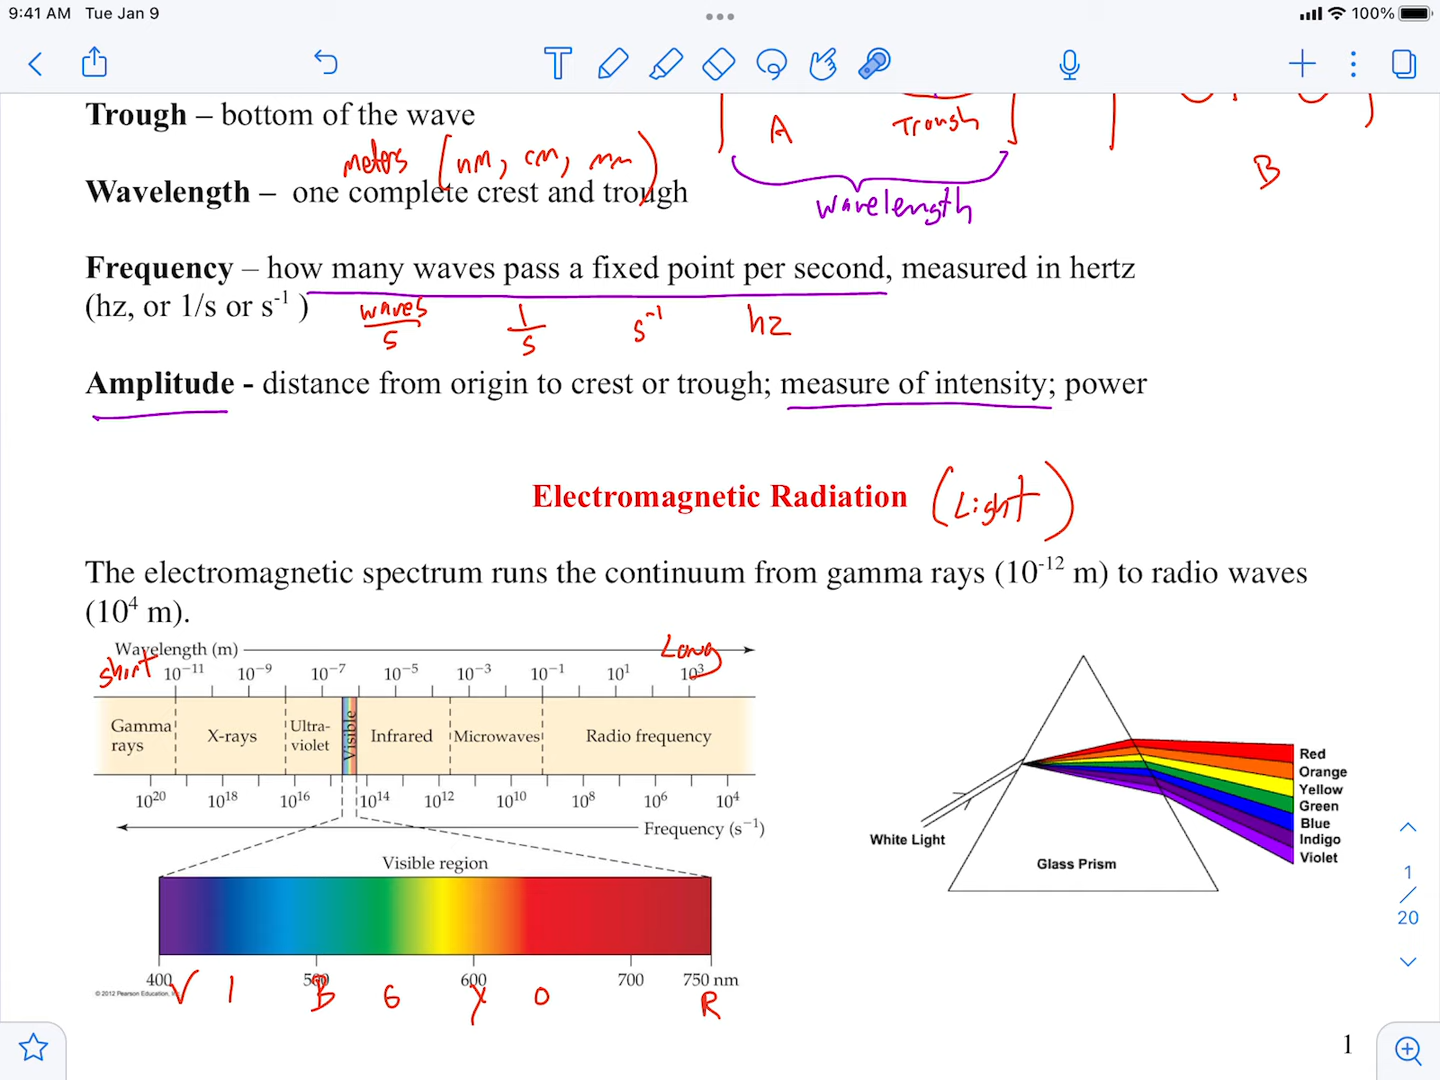 9:41 AM Tue Jan 9
100%
Trough – bottom of the wave
A
Trough
meters (nm, cm, mm)
B
Wavelength – one complete crest and trough
wavelength
Frequency – how many waves pass a fixed point per second, measured in hertz
(hz, or 1/s or s⁻¹ )
waves/s 1/s s⁻¹ hz
Amplitude - distance from origin to crest or trough; measure of intensity; power
Electromagnetic Radiation (Light)
The electromagnetic spectrum runs the continuum from gamma rays (10⁻¹² m) to radio waves
(10⁴ m).
Wavelength (m)
short Long
10⁻¹¹ 10⁻⁹ 10⁻⁷ 10⁻⁵ 10⁻³ 10⁻¹ 10¹ 10³
Gamma
rays
X-rays
Ultra-
violet
Visible
Infrared
Microwaves
Radio frequency
10²⁰ 10¹⁸ 10¹⁶ 10¹⁴ 10¹² 10¹⁰ 10⁸ 10⁶ 10⁴
Frequency (s⁻¹)
Visible region
400 500 600 700 750 nm
© 2012 Pearson Education,
V I B G Y O R
White Light
Glass Prism
Red
Orange
Yellow
Green
Blue
Indigo
Violet
1
/
20
1